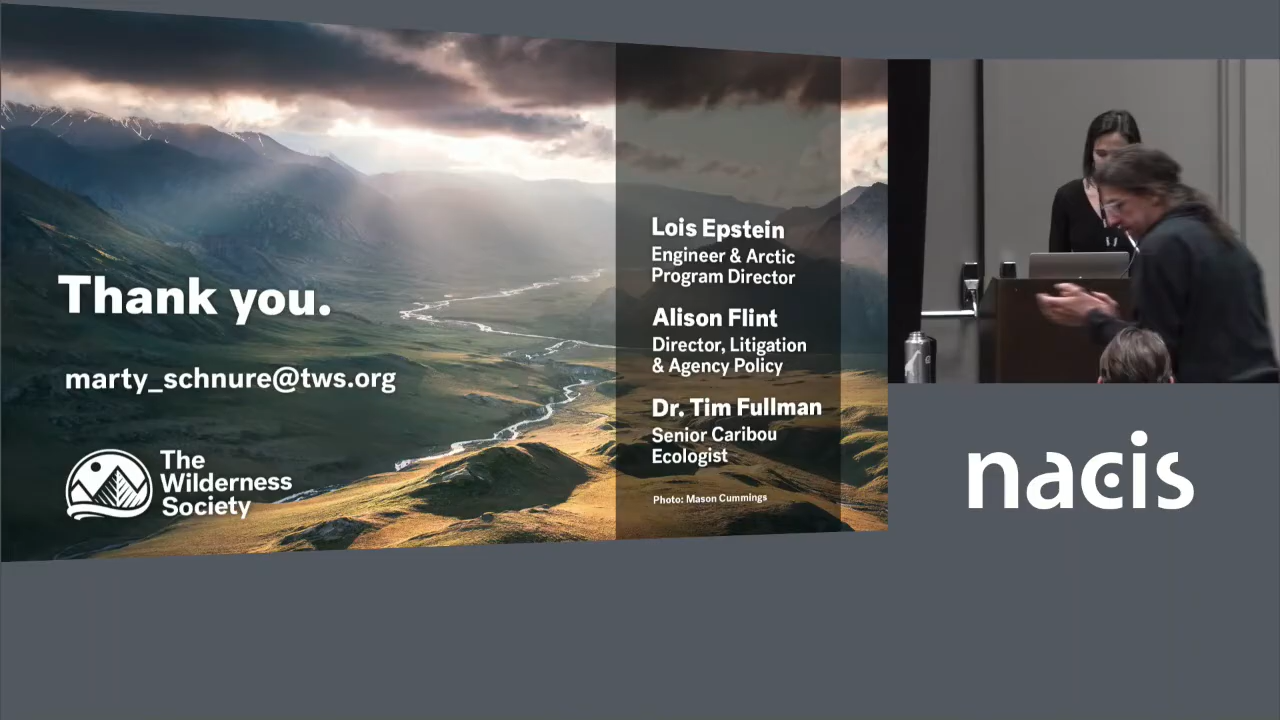 Thank you.
marty_schnure@tws.org
The
Wilderness
Society
Lois Epstein
Engineer & Arctic
Program Director
Alison Flint
Director, Litigation
& Agency Policy
Dr. Tim Fullman
Senior Caribou
Ecologist
Photo: Mason Cummings
nacis